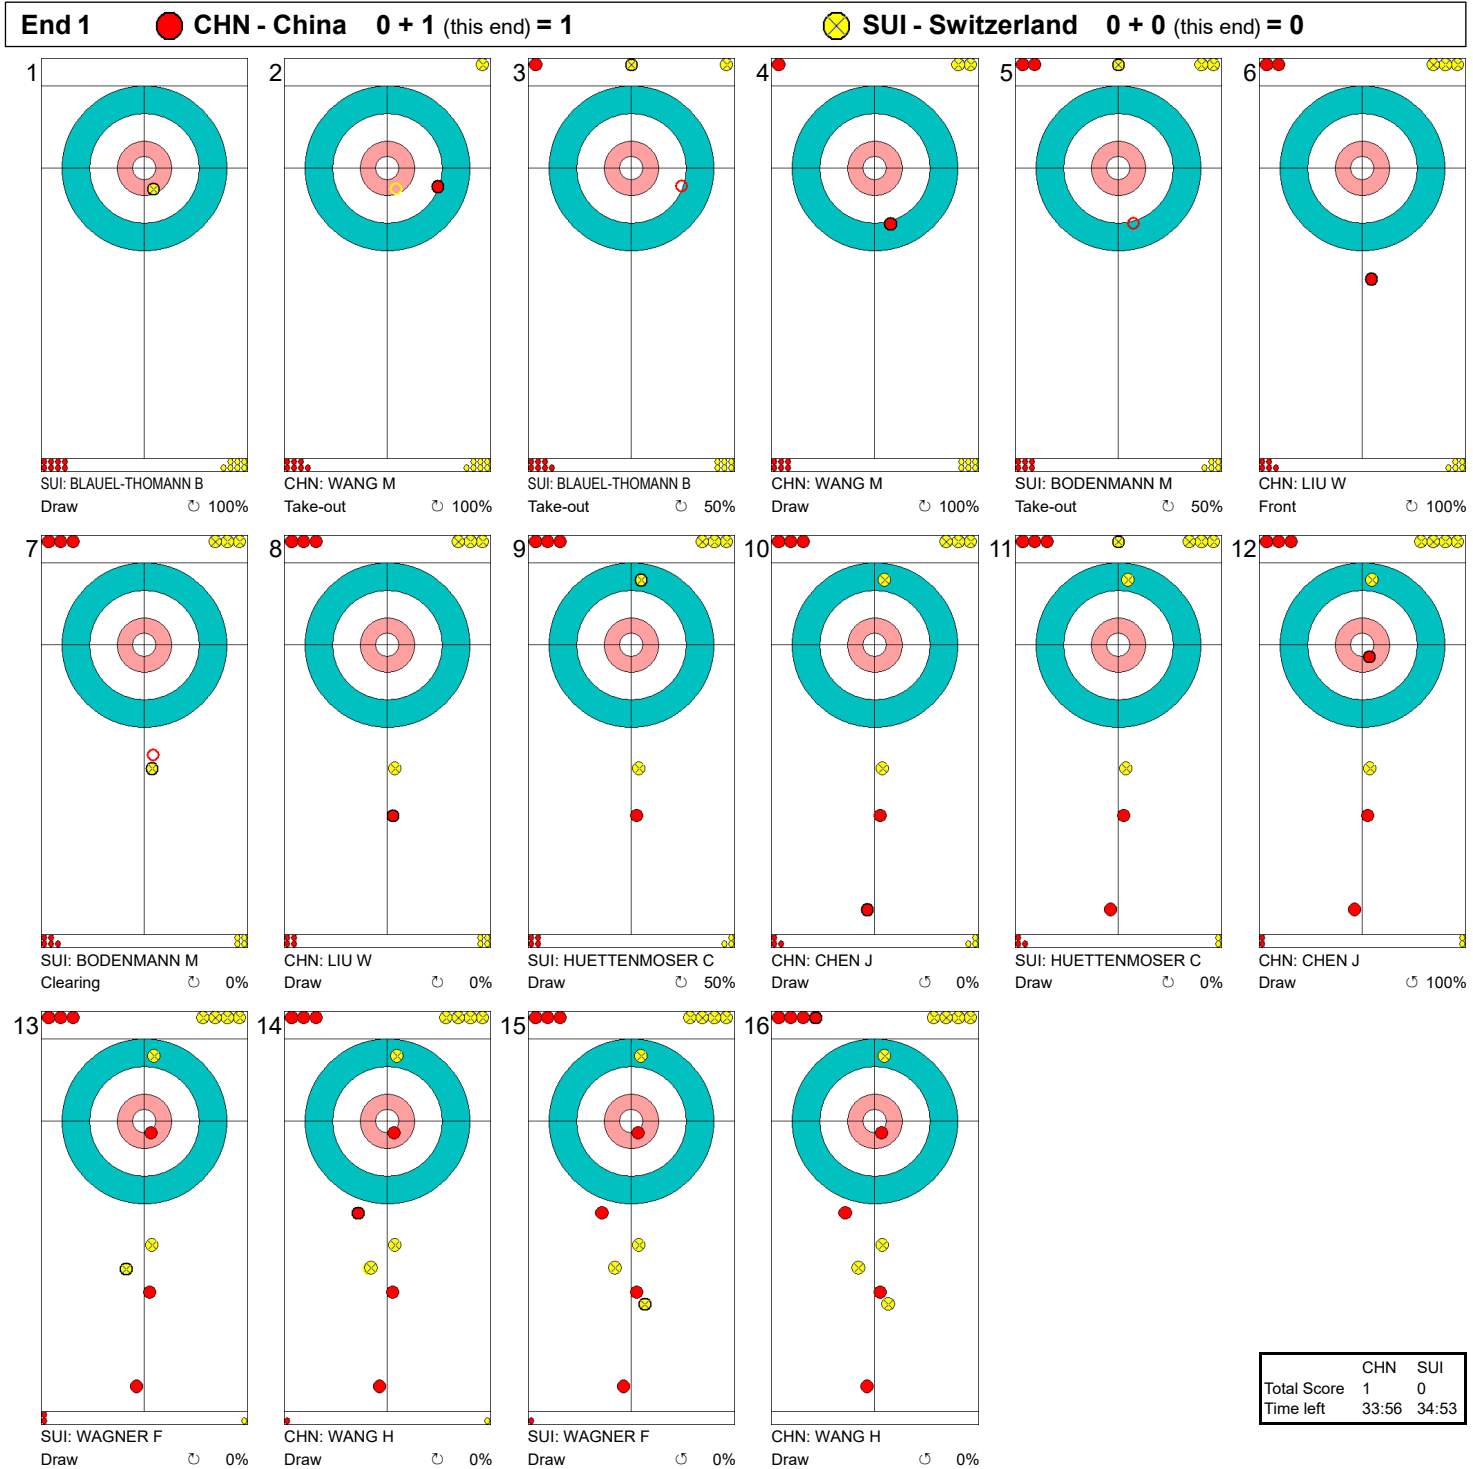 End 1 CHN - China 0 + 1 (this end) = 1 SUI - Switzerland 0 + 0 (this end) = 0
1 2 3 4 5 6
SUI: BLAUEL-THOMANN B CHN: WANG M SUI: BLAUEL-THOMANN B CHN: WANG M SUI: BODENMANN M CHN: LIU W
Draw ↻ 100% Take-out ↻ 100% Take-out ↻ 50% Draw ↻ 100% Take-out ↻ 50% Front ↻ 100%
7 8 9 10 11 12
SUI: BODENMANN M CHN: LIU W SUI: HUETTENMOSER C CHN: CHEN J SUI: HUETTENMOSER C CHN: CHEN J
Clearing ↻ 0% Draw ↻ 0% Draw ↻ 50% Draw ↺ 0% Draw ↺ 0% Draw ↻ 100%
13 14 15 16
CHN SUI
Total Score 1 0
Time left 33:56 34:53
SUI: WAGNER F CHN: WANG H SUI: WAGNER F CHN: WANG H
Draw ↻ 0% Draw ↻ 0% Draw ↺ 0% Draw ↺ 0%